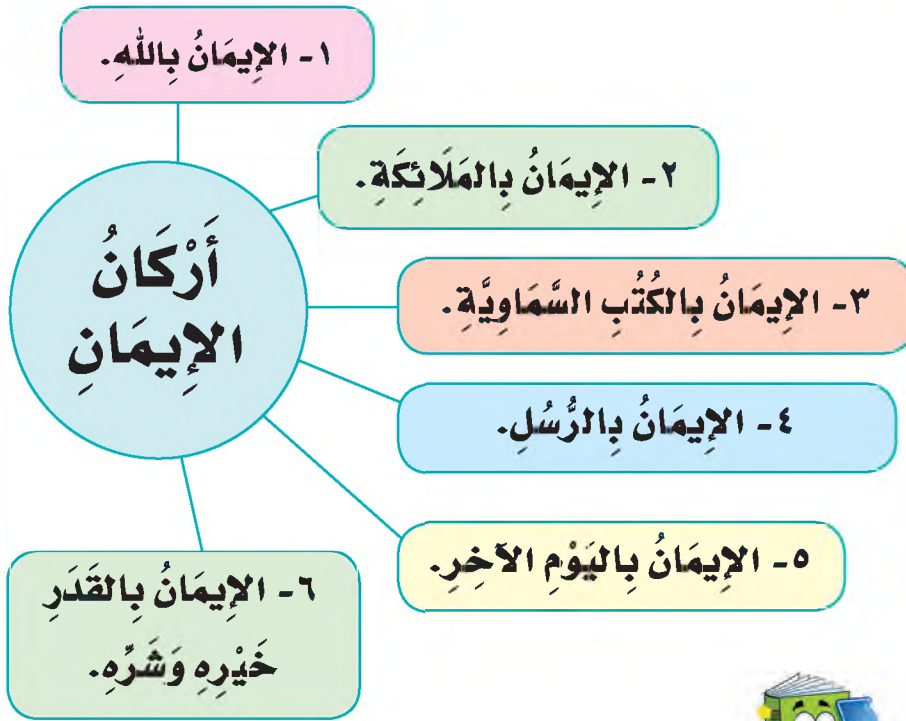 أَرْكَانُ
الإِيمَانِ
١- الإِيمَانُ بِاللّٰهِ.
٢- الإِيمَانُ بِالمَلَائِكَةِ.
٣- الإِيمَانُ بِالكُتُبِ السَّمَاوِيَّةِ.
٤- الإِيمَانُ بِالرُّسُلِ.
٥- الإِيمَانُ بِاليَوْمِ الآخِرِ.
٦- الإِيمَانُ بِالقَدَرِ
خَيْرِهِ وَشَرِّهِ.